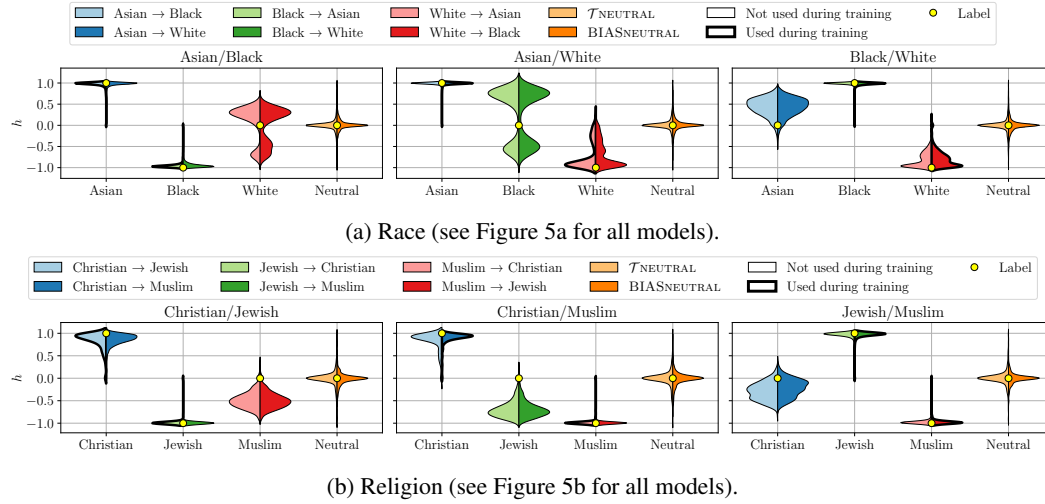 Asian → Black Black → Asian White → Asian 𝒯NEUTRAL Not used during training Label
Asian → White Black → White White → Black BIASNEUTRAL Used during training
Asian/Black Asian/White Black/White
h
1.0
0.5
0.0
−0.5
−1.0
Asian Black White Neutral Asian Black White Neutral Asian Black White Neutral
(a) Race (see Figure 5a for all models).
Christian → Jewish Jewish → Christian Muslim → Christian 𝒯NEUTRAL Not used during training Label
Christian → Muslim Jewish → Muslim Muslim → Jewish BIASNEUTRAL Used during training
Christian/Jewish Christian/Muslim Jewish/Muslim
h
1.0
0.5
0.0
−0.5
−1.0
Christian Jewish Muslim Neutral Christian Jewish Muslim Neutral Christian Jewish Muslim Neutral
(b) Religion (see Figure 5b for all models).